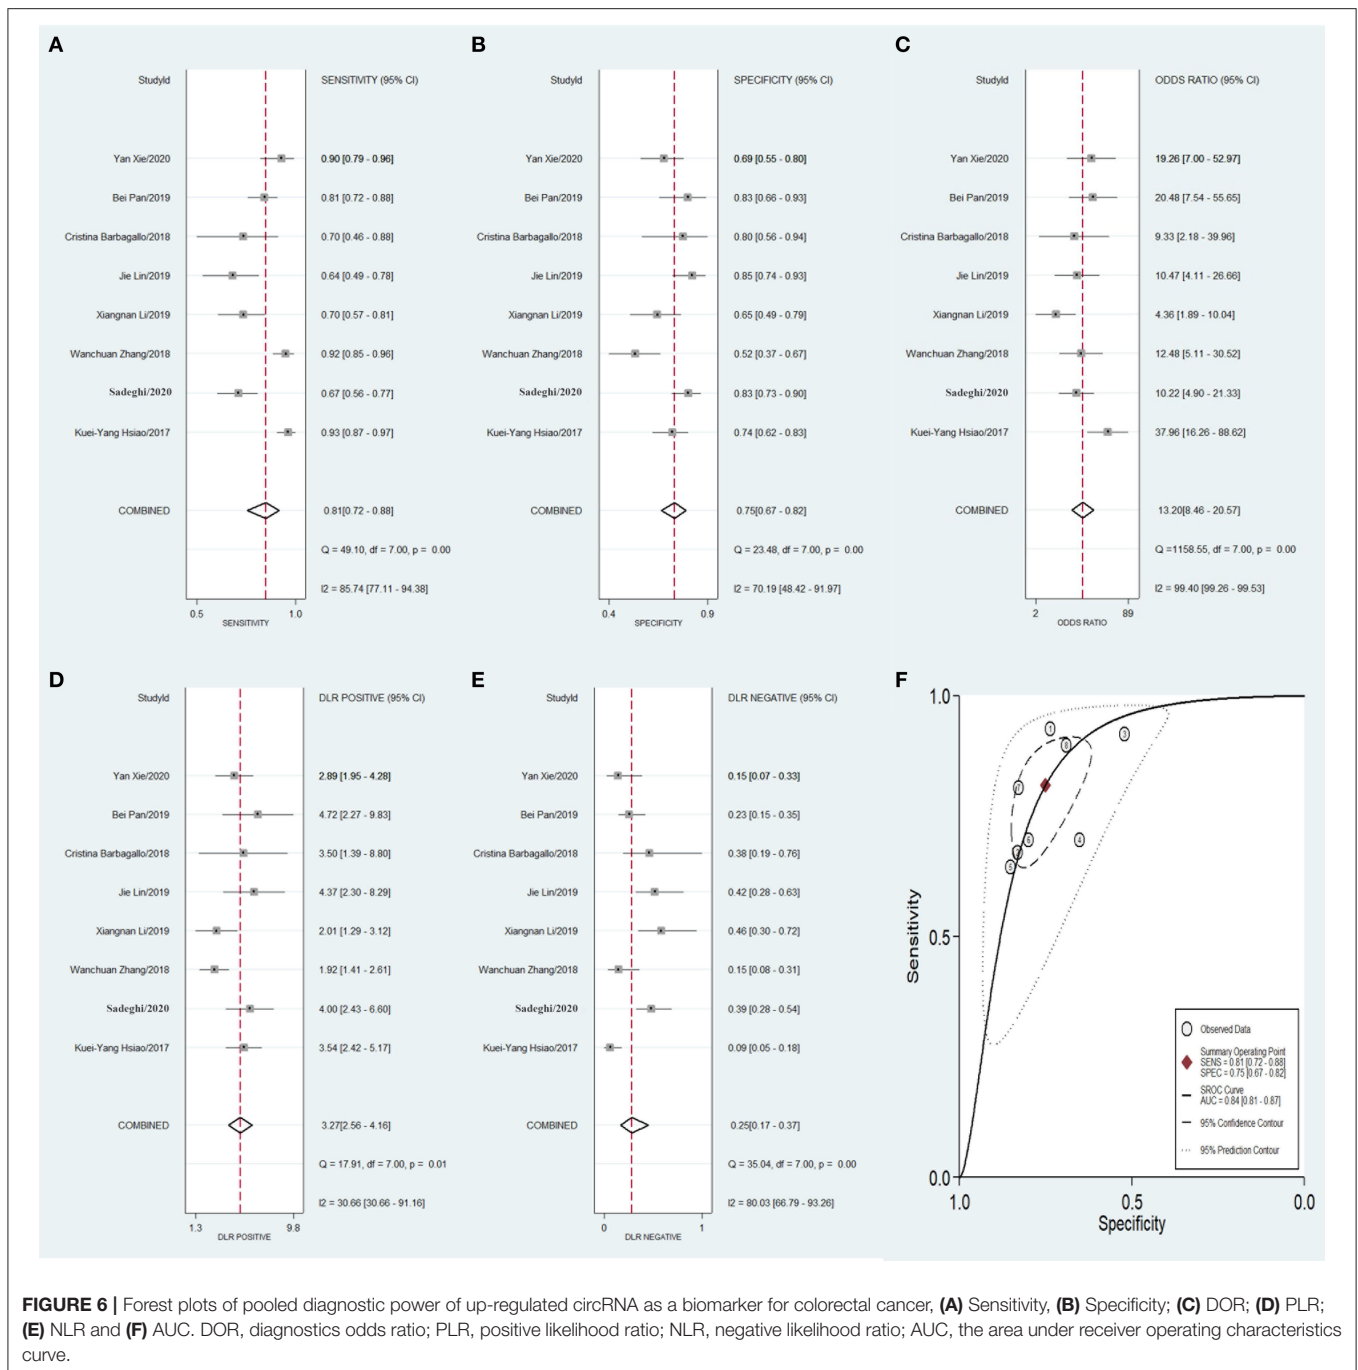 A
StudyId SENSITIVITY (95% CI)
Yan Xie/2020 0.90 [0.79 - 0.96]
Bei Pan/2019 0.81 [0.72 - 0.88]
Cristina Barbagallo/2018 0.70 [0.46 - 0.88]
Jie Lin/2019 0.64 [0.49 - 0.78]
Xiangnan Li/2019 0.70 [0.57 - 0.81]
Wanchuan Zhang/2018 0.92 [0.85 - 0.96]
Sadeghi/2020 0.67 [0.56 - 0.77]
Kuei-Yang Hsiao/2017 0.93 [0.87 - 0.97]
COMBINED 0.81[0.72 - 0.88]
Q = 49.10, df = 7.00, p = 0.00
I2 = 85.74 [77.11 - 94.38]
0.5 1.0
SENSITIVITY
B
StudyId SPECIFICITY (95% CI)
Yan Xie/2020 0.69 [0.55 - 0.80]
Bei Pan/2019 0.83 [0.66 - 0.93]
Cristina Barbagallo/2018 0.80 [0.56 - 0.94]
Jie Lin/2019 0.85 [0.74 - 0.93]
Xiangnan Li/2019 0.65 [0.49 - 0.79]
Wanchuan Zhang/2018 0.52 [0.37 - 0.67]
Sadeghi/2020 0.83 [0.73 - 0.90]
Kuei-Yang Hsiao/2017 0.74 [0.62 - 0.83]
COMBINED 0.75[0.67 - 0.82]
Q = 23.48, df = 7.00, p = 0.00
I2 = 70.19 [48.42 - 91.97]
0.4 0.9
SPECIFICITY
C
StudyId ODDS RATIO (95% CI)
Yan Xie/2020 19.26 [7.00 - 52.97]
Bei Pan/2019 20.48 [7.54 - 55.65]
Cristina Barbagallo/2018 9.33 [2.18 - 39.96]
Jie Lin/2019 10.47 [4.11 - 26.66]
Xiangnan Li/2019 4.36 [1.89 - 10.04]
Wanchuan Zhang/2018 12.48 [5.11 - 30.52]
Sadeghi/2020 10.22 [4.90 - 21.33]
Kuei-Yang Hsiao/2017 37.96 [16.26 - 88.62]
COMBINED 13.20[8.46 - 20.57]
Q =1158.55, df = 7.00, p = 0.00
I2 = 99.40 [99.26 - 99.53]
2 89
ODDS RATIO
D
StudyId DLR POSITIVE (95% CI)
Yan Xie/2020 2.89 [1.95 - 4.28]
Bei Pan/2019 4.72 [2.27 - 9.83]
Cristina Barbagallo/2018 3.50 [1.39 - 8.80]
Jie Lin/2019 4.37 [2.30 - 8.29]
Xiangnan Li/2019 2.01 [1.29 - 3.12]
Wanchuan Zhang/2018 1.92 [1.41 - 2.61]
Sadeghi/2020 4.00 [2.43 - 6.60]
Kuei-Yang Hsiao/2017 3.54 [2.42 - 5.17]
COMBINED 3.27[2.56 - 4.16]
Q = 17.91, df = 7.00, p = 0.01
I2 = 30.66 [30.66 - 91.16]
1.3 9.8
DLR POSITIVE
E
StudyId DLR NEGATIVE (95% CI)
Yan Xie/2020 0.15 [0.07 - 0.33]
Bei Pan/2019 0.23 [0.15 - 0.35]
Cristina Barbagallo/2018 0.38 [0.19 - 0.76]
Jie Lin/2019 0.42 [0.28 - 0.63]
Xiangnan Li/2019 0.46 [0.30 - 0.72]
Wanchuan Zhang/2018 0.15 [0.08 - 0.31]
Sadeghi/2020 0.39 [0.28 - 0.54]
Kuei-Yang Hsiao/2017 0.09 [0.05 - 0.18]
COMBINED 0.25[0.17 - 0.37]
Q = 35.04, df = 7.00, p = 0.00
I2 = 80.03 [66.79 - 93.26]
0 1
DLR NEGATIVE
F
1.0
1
8 3
7
6 4
5
Sensitivity
0.5
Observed Data
Summary Operating Point
SENS = 0.81 [0.72 - 0.88]
SPEC = 0.75 [0.67 - 0.82]
SROC Curve
AUC = 0.84 [0.81 - 0.87]
95% Confidence Contour
95% Prediction Contour
0.0
1.0 0.5 0.0
Specificity
FIGURE 6 | Forest plots of pooled diagnostic power of up-regulated circRNA as a biomarker for colorectal cancer, (A) Sensitivity, (B) Specificity; (C) DOR; (D) PLR;
(E) NLR and (F) AUC. DOR, diagnostics odds ratio; PLR, positive likelihood ratio; NLR, negative likelihood ratio; AUC, the area under receiver operating characteristics
curve.